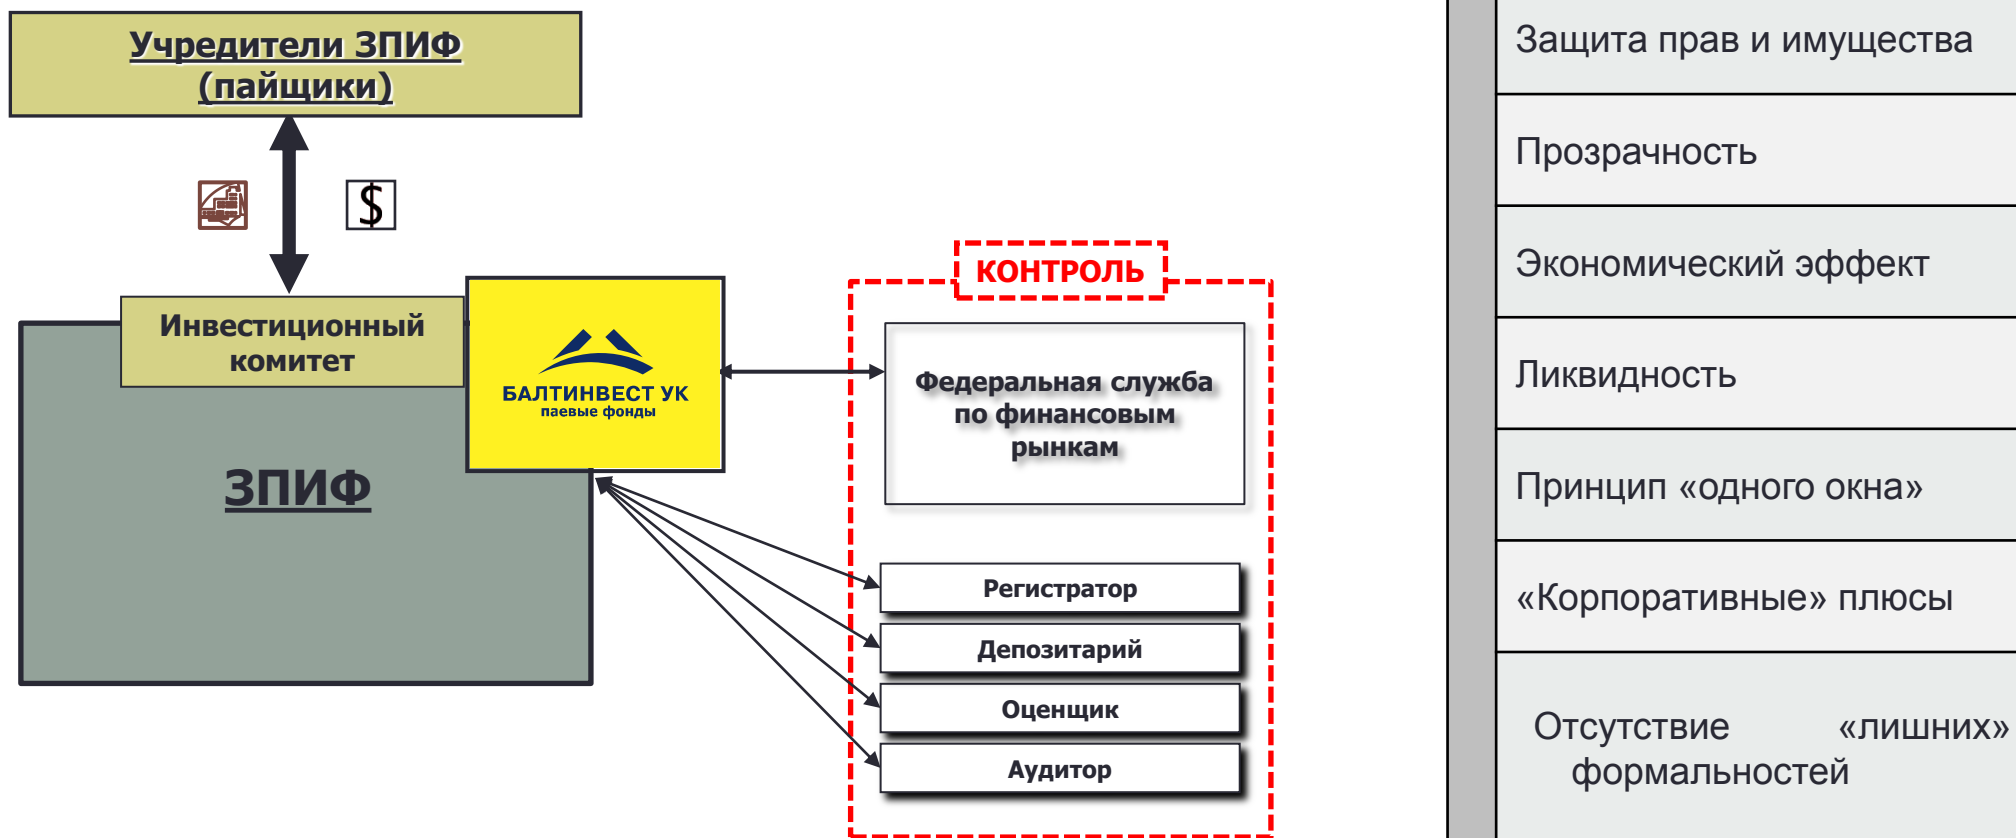 Учредители ЗПИФ
(пайщики)
$
Инвестиционный
комитет
БАЛТИНВЕСТ УК
паевые фонды
ЗПИФ
КОНТРОЛЬ
Федеральная служба
по финансовым
рынкам
Регистратор
Депозитарий
Оценщик
Аудитор
Защита прав и имущества
Прозрачность
Экономический эффект
Ликвидность
Принцип «одного окна»
«Корпоративные» плюсы
Отсутствие «лишних»
формальностей